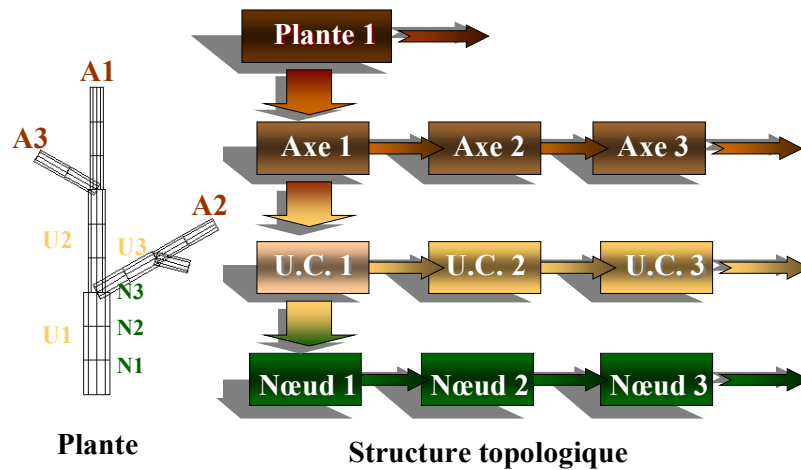 Plante 1
A1
A3
Axe 1 Axe 2 Axe 3
A2
U2 U3
U.C. 1 U.C. 2 U.C. 3
N3
U1 N2
N1
Nœud 1 Nœud 2 Nœud 3
Plante Structure topologique